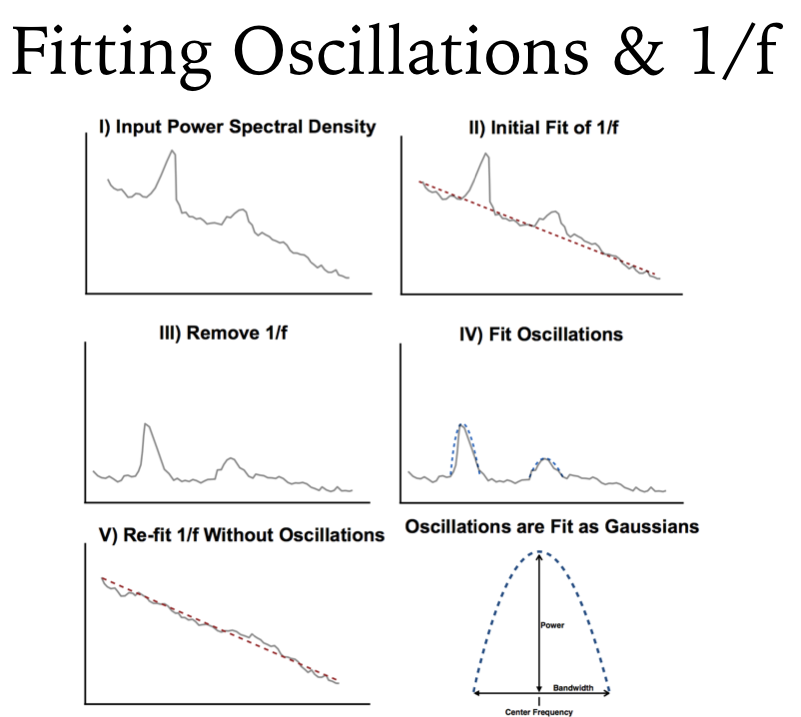 Fitting Oscillations & 1/f
I) Input Power Spectral Density
II) Initial Fit of 1/f
III) Remove 1/f
IV) Fit Oscillations
V) Re-fit 1/f Without Oscillations
Oscillations are Fit as Gaussians
Power
Bandwidth
Center Frequency